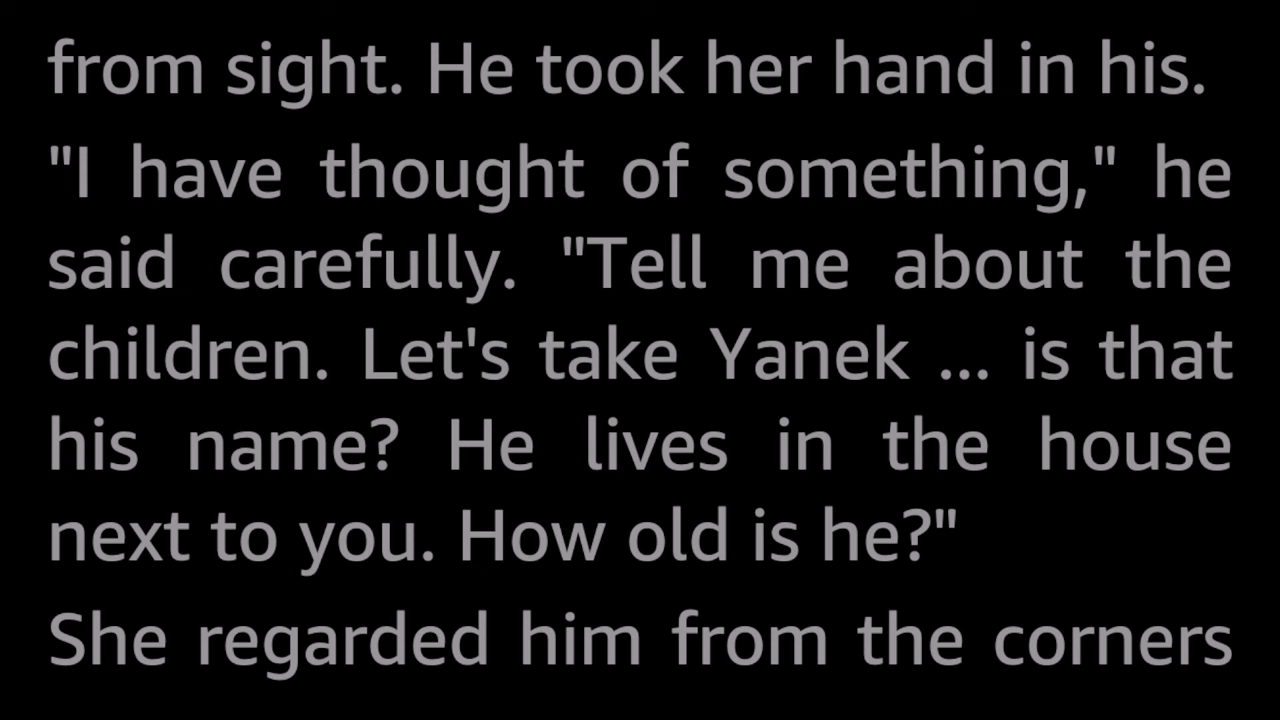 from sight. He took her hand in his.
"I have thought of something," he
said carefully. "Tell me about the
children. Let's take Yanek ... is that
his name? He lives in the house
next to you. How old is he?"
She regarded him from the corners